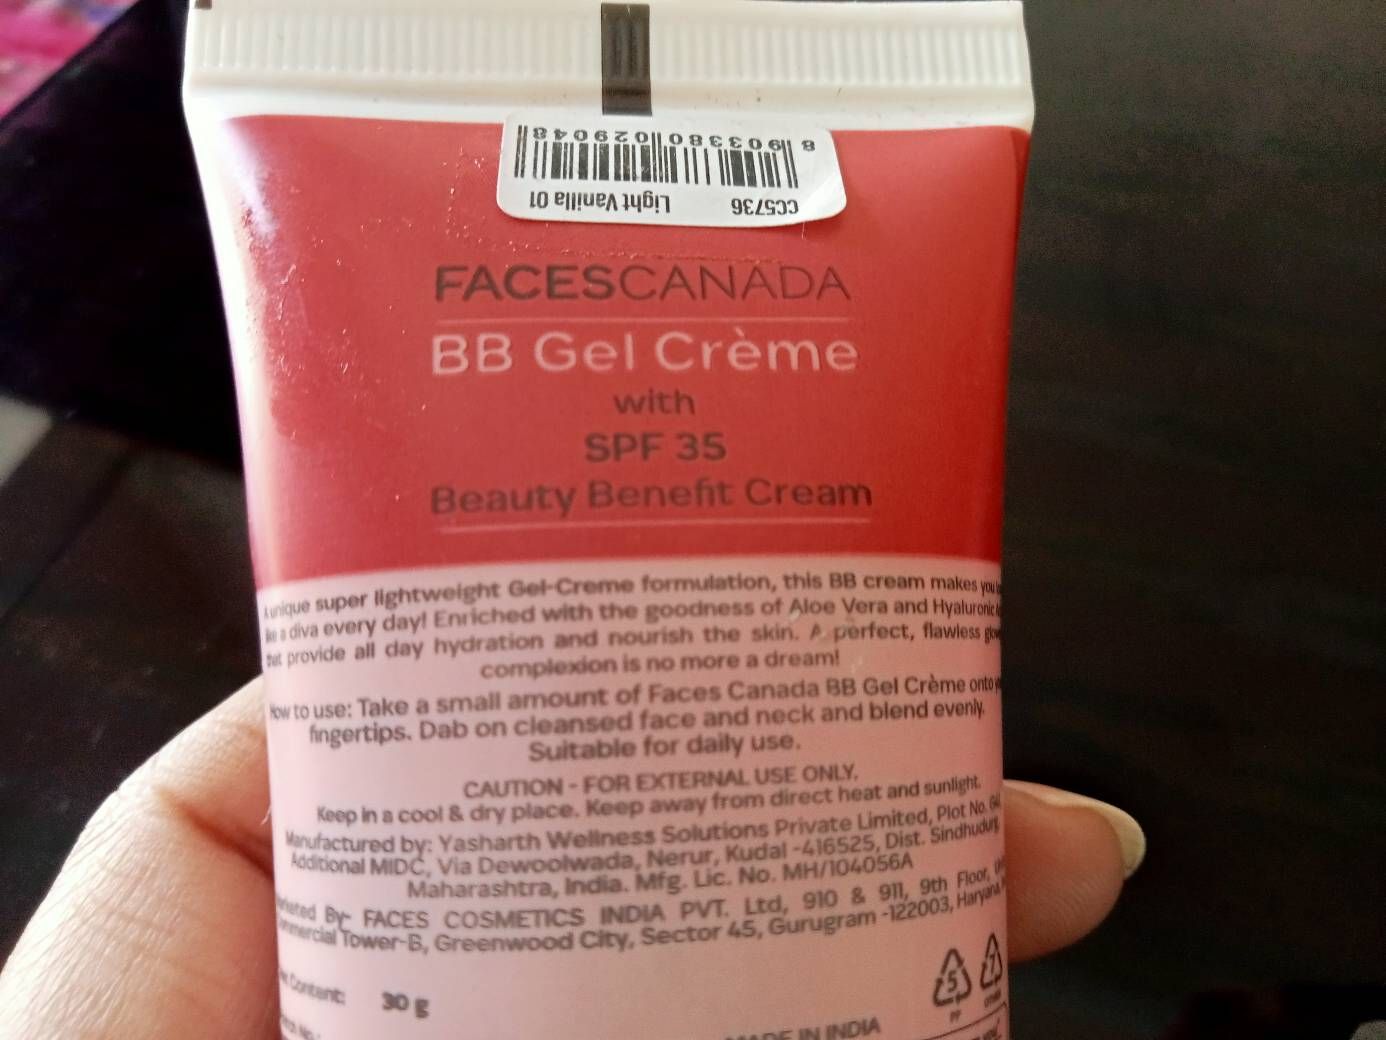 8 903380 029048
CC5736 Light Vanilla 01
FACESCANADA
BB Gel Crème
with
SPF 35
Beauty Benefit Cream
unique super lightweight Gel-Creme formulation, this BB cream makes you
a diva every day! Enriched with the goodness of Aloe Vera and Hyaluronic
provide all day hydration and nourish the skin. A perfect, flawless
complexion is no more a dream!
to use: Take a small amount of Faces Canada BB Gel Crème onto
fingertips. Dab on cleansed face and neck and blend evenly.
Suitable for daily use.
CAUTION - FOR EXTERNAL USE ONLY.
Keep in a cool & dry place. Keep away from direct heat and sunlight.
Manufactured by: Yasharth Wellness Solutions Private Limited, Plot No.
Additional MIDC, Via Dewoolwada, Nerur, Kudal -416525, Dist. Sindhudurg
Maharashtra, India. Mfg. Lic. No. MH/104056A
By- FACES COSMETICS INDIA PVT. Ltd, 910 & 911, 9th Floor,
Tower-B, Greenwood City, Sector 45, Gurugram -122003, Haryana
Content: 30 g
5 7
PP
MADE IN INDIA